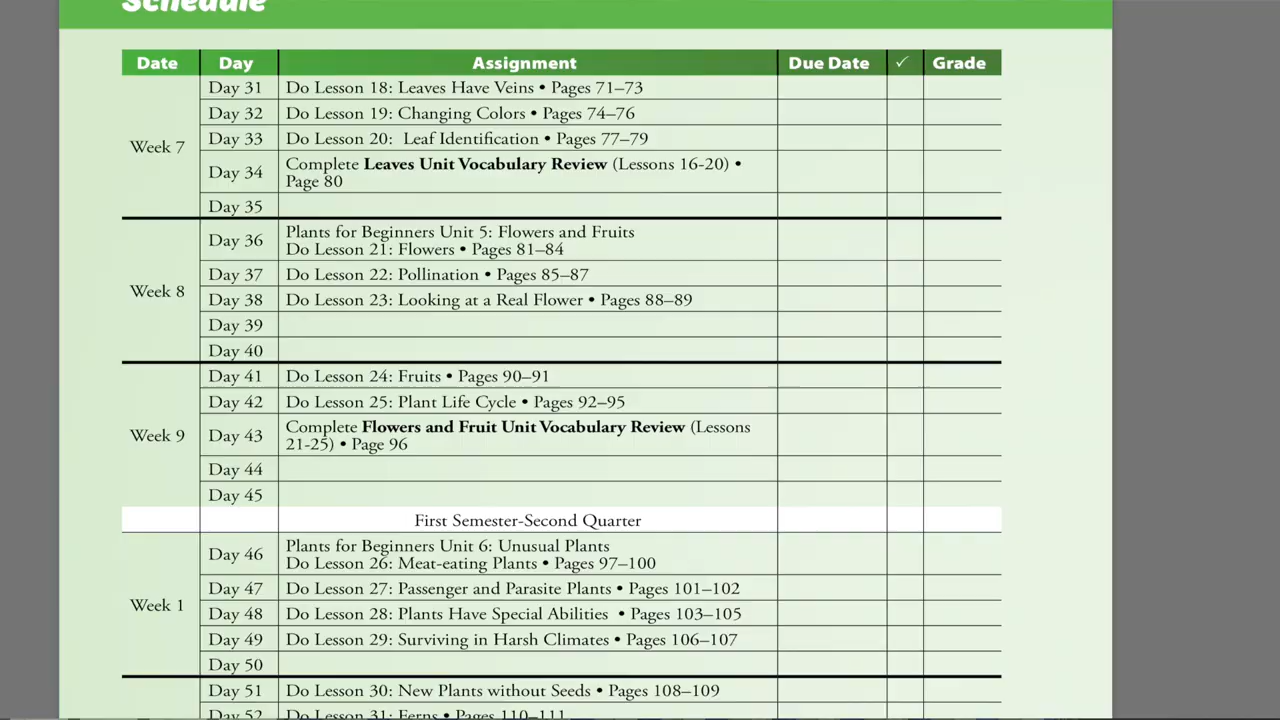 Schedule
Date Day Assignment Due Date ✓ Grade
Day 31 Do Lesson 18: Leaves Have Veins • Pages 71–73
Day 32 Do Lesson 19: Changing Colors • Pages 74–76
Day 33 Do Lesson 20: Leaf Identification • Pages 77–79
Week 7
Day 34 Complete Leaves Unit Vocabulary Review (Lessons 16-20) •
Page 80
Day 35
Day 36 Plants for Beginners Unit 5: Flowers and Fruits
Do Lesson 21: Flowers • Pages 81–84
Day 37 Do Lesson 22: Pollination • Pages 85–87
Week 8
Day 38 Do Lesson 23: Looking at a Real Flower • Pages 88–89
Day 39
Day 40
Day 41 Do Lesson 24: Fruits • Pages 90–91
Day 42 Do Lesson 25: Plant Life Cycle • Pages 92–95
Week 9 Day 43 Complete Flowers and Fruit Unit Vocabulary Review (Lessons
21-25) • Page 96
Day 44
Day 45
First Semester-Second Quarter
Day 46 Plants for Beginners Unit 6: Unusual Plants
Do Lesson 26: Meat-eating Plants • Pages 97–100
Day 47 Do Lesson 27: Passenger and Parasite Plants • Pages 101–102
Week 1
Day 48 Do Lesson 28: Plants Have Special Abilities • Pages 103–105
Day 49 Do Lesson 29: Surviving in Harsh Climates • Pages 106–107
Day 50
Day 51 Do Lesson 30: New Plants without Seeds • Pages 108–109
Day 52 Do Lesson 31: Ferns • Pages 110–111